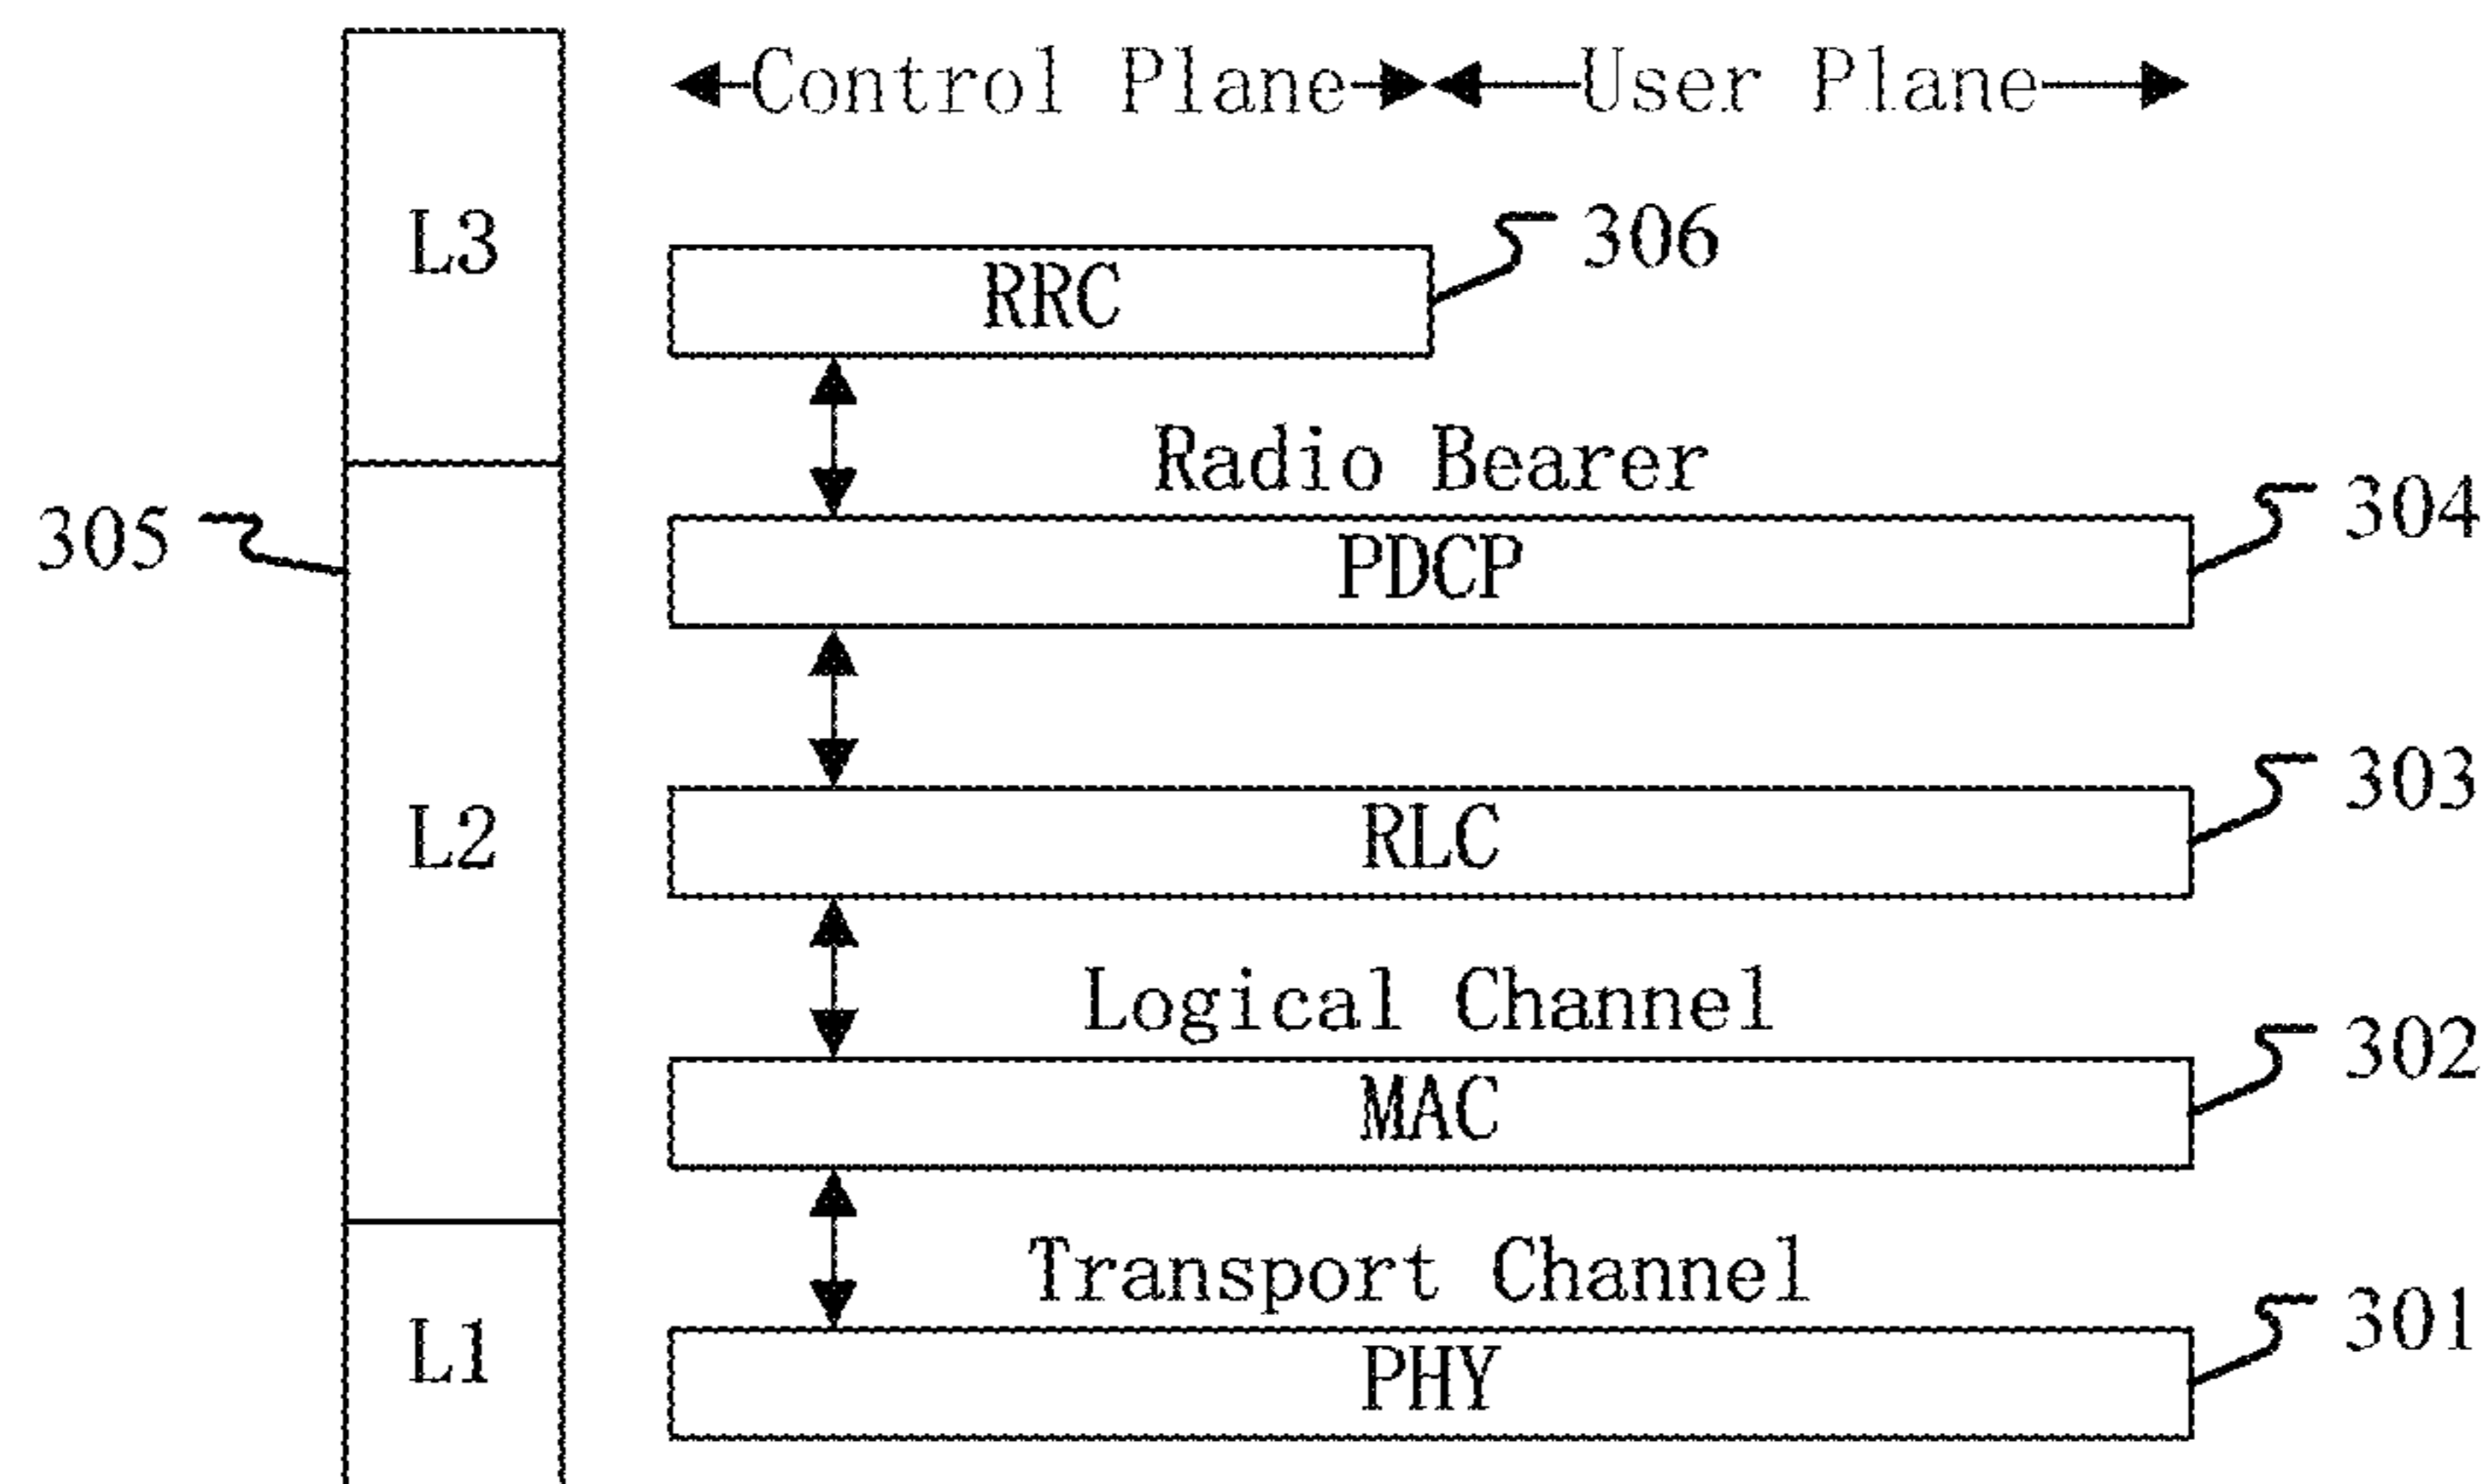 Control Plane
User Plane
L3
306
RRC
Radio Bearer
304
305
PDCP
303
L2
RLC
Logical Channel
302
MAC
Transport Channel
301
L1
PHY